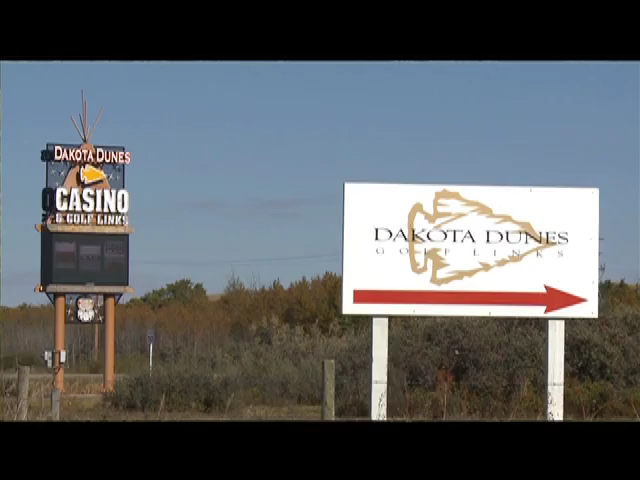 DAKOTA DUNES
CASINO
& GOLF LINKS
DAKOTA DUNES
GOLF LINKS